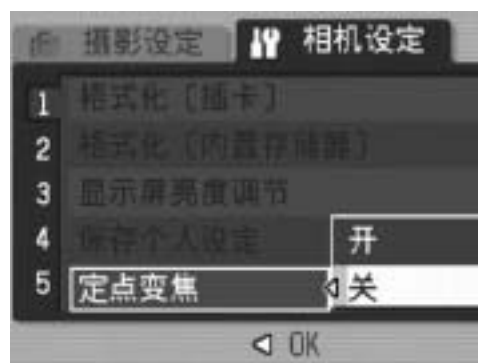 摄影设定 相机设定
1 格式化〔插卡〕
2 格式化〔内置存储器〕
3 显示屏亮度调节
4 保存个人设定 开
5 定点变焦 关
OK